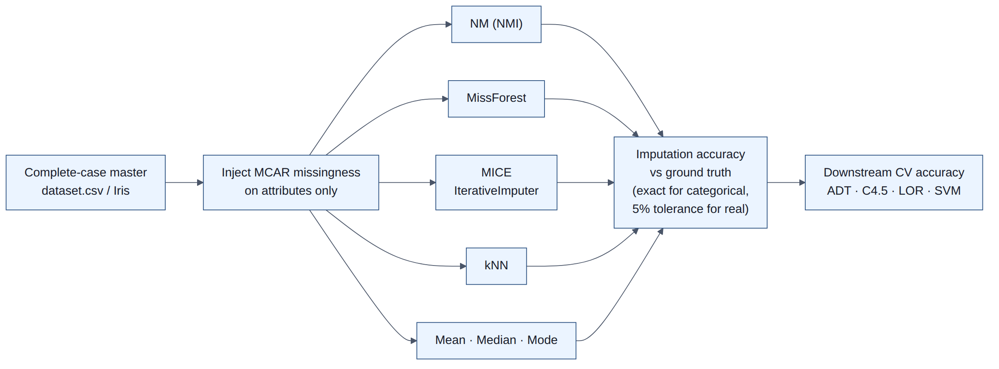 Complete-case master
dataset.csv / Iris
Inject MCAR missingness
on attributes only
NM (NMI)
MissForest
MICE
IterativeImputer
kNN
Mean · Median · Mode
Imputation accuracy
vs ground truth
(exact for categorical,
5% tolerance for real)
Downstream CV accuracy
ADT · C4.5 · LOR · SVM